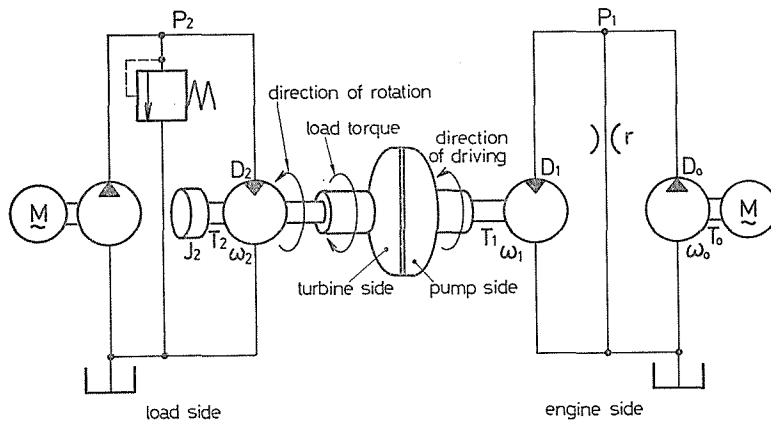 P₂
P₁
direction of rotation
load torque
direction
of driving
) ( r
D₂
D₁
D₀
M
~
J₂
T₂
ω₂
T₁
ω₁
ω₀
T₀
M
~
turbine side
pump side
load side
engine side